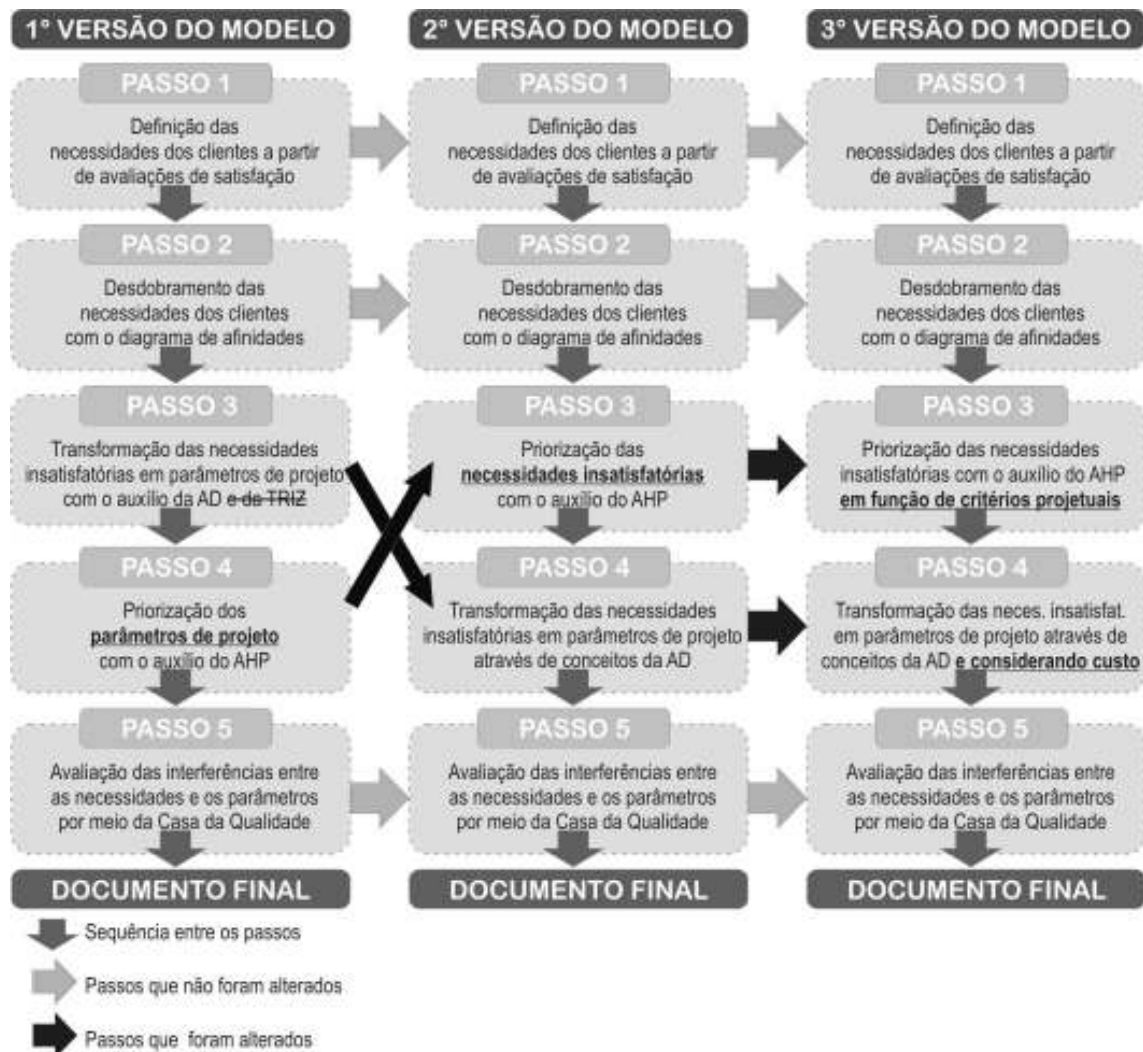 1° VERSÃO DO MODELO
PASSO 1
Definição das
necessidades dos clientes a partir
de avaliações de satisfação
PASSO 2
Desdobramento das
necessidades dos clientes
com o diagrama de afinidades
PASSO 3
Transformação das necessidades
insatisfatórias em parâmetros de projeto
com o auxílio da AD e da TRIZ
PASSO 4
Priorização dos
parâmetros de projeto
com o auxílio do AHP
PASSO 5
Avaliação das interferências entre
as necessidades e os parâmetros
por meio da Casa da Qualidade
DOCUMENTO FINAL
2° VERSÃO DO MODELO
PASSO 1
Definição das
necessidades dos clientes a partir
de avaliações de satisfação
PASSO 2
Desdobramento das
necessidades dos clientes
com o diagrama de afinidades
PASSO 3
Priorização das
necessidades insatisfatórias
com o auxílio do AHP
PASSO 4
Transformação das necessidades
insatisfatórias em parâmetros de projeto
através de conceitos da AD
PASSO 5
Avaliação das interferências entre
as necessidades e os parâmetros
por meio da Casa da Qualidade
DOCUMENTO FINAL
3° VERSÃO DO MODELO
PASSO 1
Definição das
necessidades dos clientes a partir
de avaliações de satisfação
PASSO 2
Desdobramento das
necessidades dos clientes
com o diagrama de afinidades
PASSO 3
Priorização das necessidades
insatisfatórias com o auxílio do AHP
em função de critérios projetuais
PASSO 4
Transformação das neces. insatisfat.
em parâmetros de projeto através de
conceitos da AD e considerando custo
PASSO 5
Avaliação das interferências entre
as necessidades e os parâmetros
por meio da Casa da Qualidade
DOCUMENTO FINAL
Sequência entre os passos
Passos que não foram alterados
Passos que foram alterados